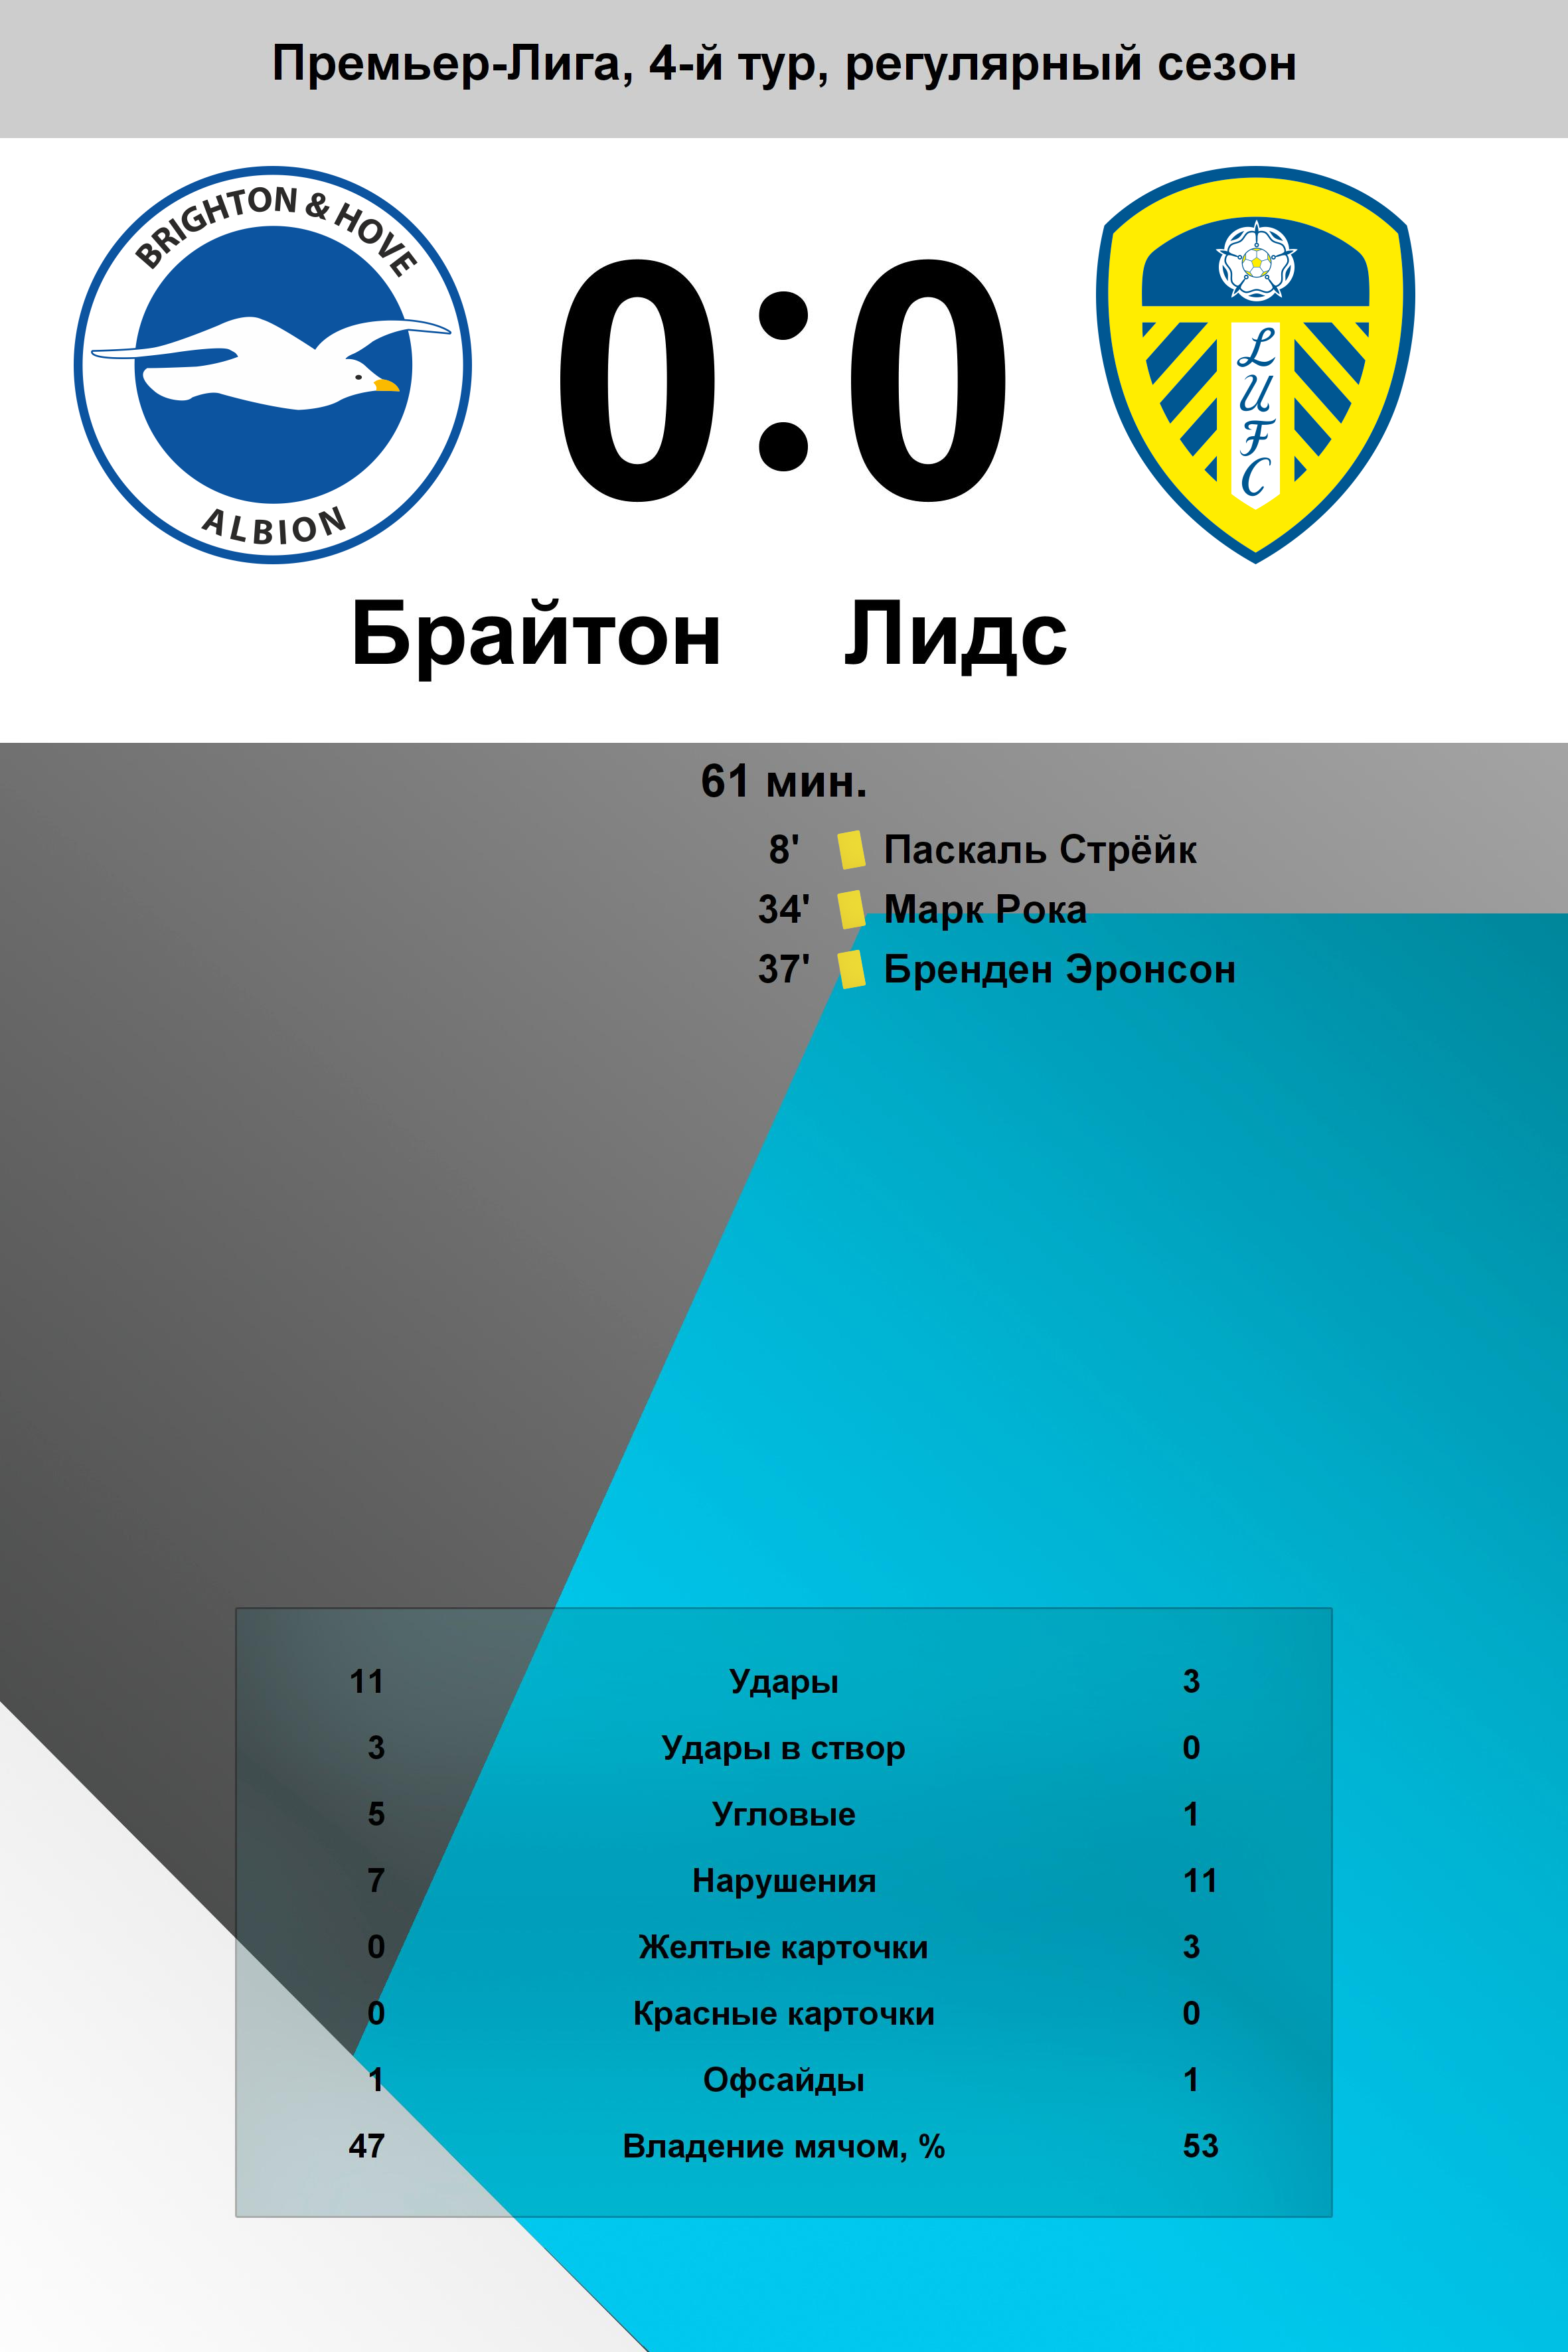 Премьер-Лига, 4-й тур, регулярный сезон
BRIGHTON & HOVE
ALBION
0:0
LUFC
Брайтон Лидс
61 мин.
8' Паскаль Стрёйк
34' Марк Рока
37' Бренден Эронсон
11 Удары 3
3 Удары в створ 0
5 Угловые 1
7 Нарушения 11
0 Желтые карточки 3
0 Красные карточки 0
1 Офсайды 1
47 Владение мячом, % 53